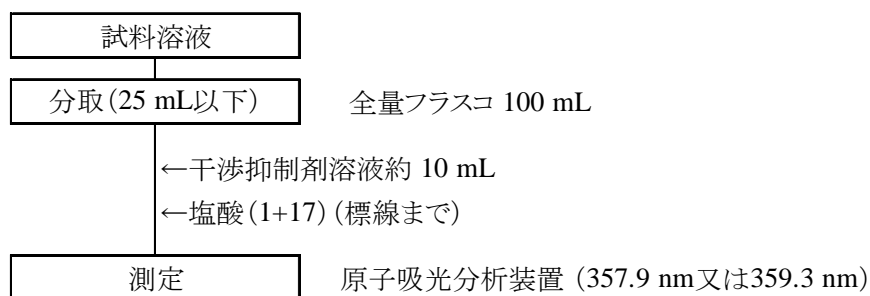 試料溶液
分取(25 mL以下) 全量フラスコ 100 mL
←干渉抑制剤溶液約 10 mL
←塩酸(1+17)(標線まで)
測定 原子吸光分析装置 (357.9 nm又は359.3 nm)